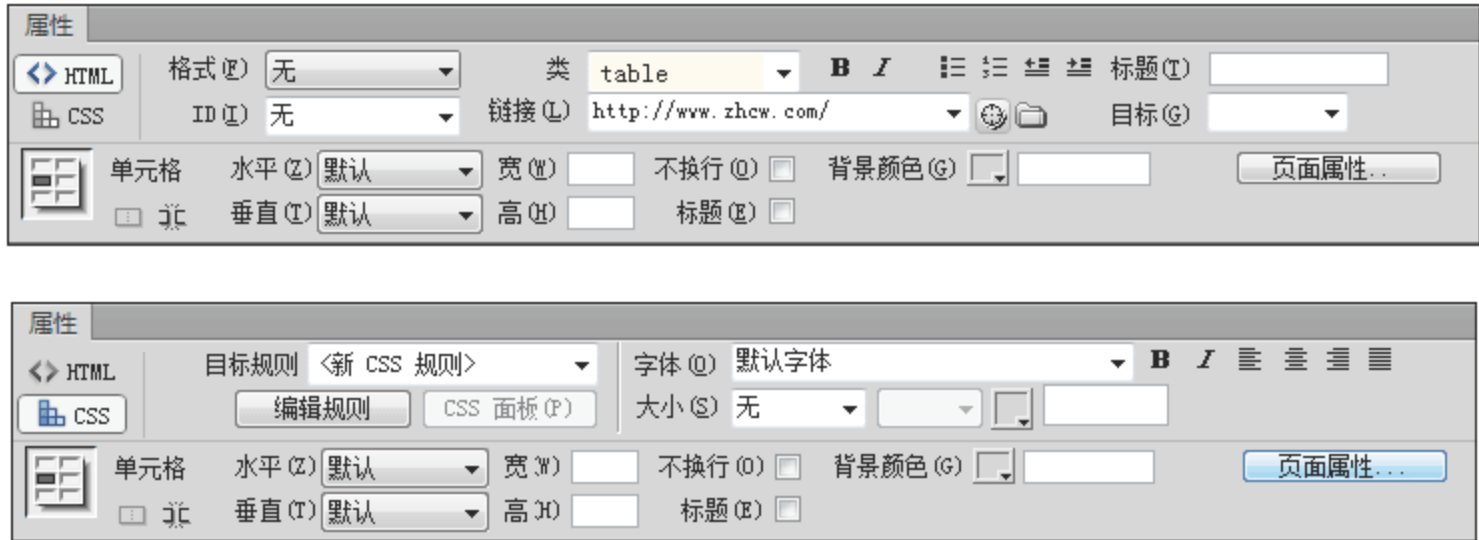 属性
<> HTML 格式(F) 无 类 table B I 标题(T)
CSS ID(I) 无 链接(L) http://www.zhcw.com/ 目标(G)
单元格 水平(Z) 默认 宽(W) 不换行(O) 背景颜色(G) 页面属性..
垂直(T) 默认 高(H) 标题(E)
属性
<> HTML 目标规则 <新 CSS 规则> 字体(O) 默认字体 B I
CSS 编辑规则 CSS 面板(P) 大小(S) 无
单元格 水平(Z) 默认 宽(W) 不换行(O) 背景颜色(G) 页面属性...
垂直(T) 默认 高(H) 标题(E)